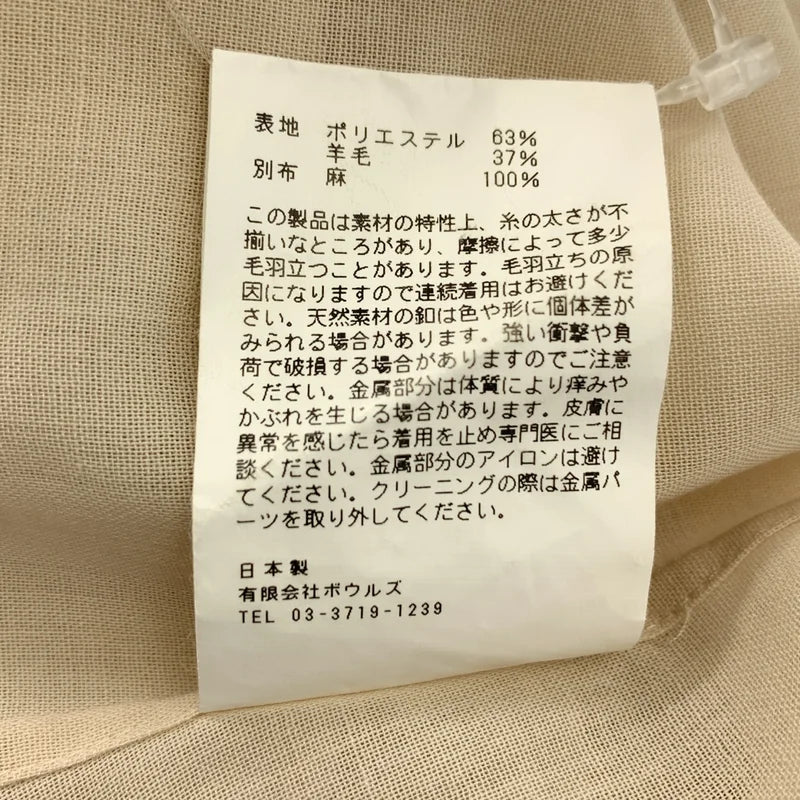 表地 ポリエステル 63%
羊毛 37%
別布 麻 100%
この製品は素材の特性上、糸の太さが不
揃いなところがあり、摩擦によって多少
毛羽立つことがあります。毛羽立ちの原
因になりますので連続着用はお避けくだ
さい。天然素材の釦は色や形に個体差が
みられる場合があります。強い衝撃や負
荷で破損する場合がありますのでご注意
ください。金属部分は体質により痒みや
かぶれを生じる場合があります。皮膚に
異常を感じたら着用を止め専門医にご相
談ください。金属部分のアイロンは避け
てください。クリーニングの際は金属パ
ーツを取り外してください。
日本製
有限会社ボウルズ
TEL 03-3719-1239